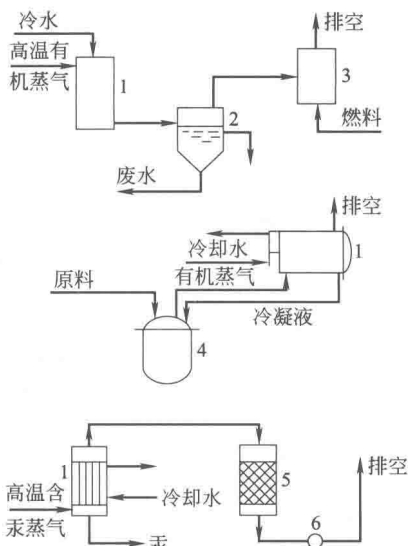 冷水
排空
高温有
机蒸气
1
3
2
燃料
废水
排空
冷却水
1
原料
有机蒸气
冷凝液
4
1
5
排空
高温含
汞蒸气
冷却水
6
汞